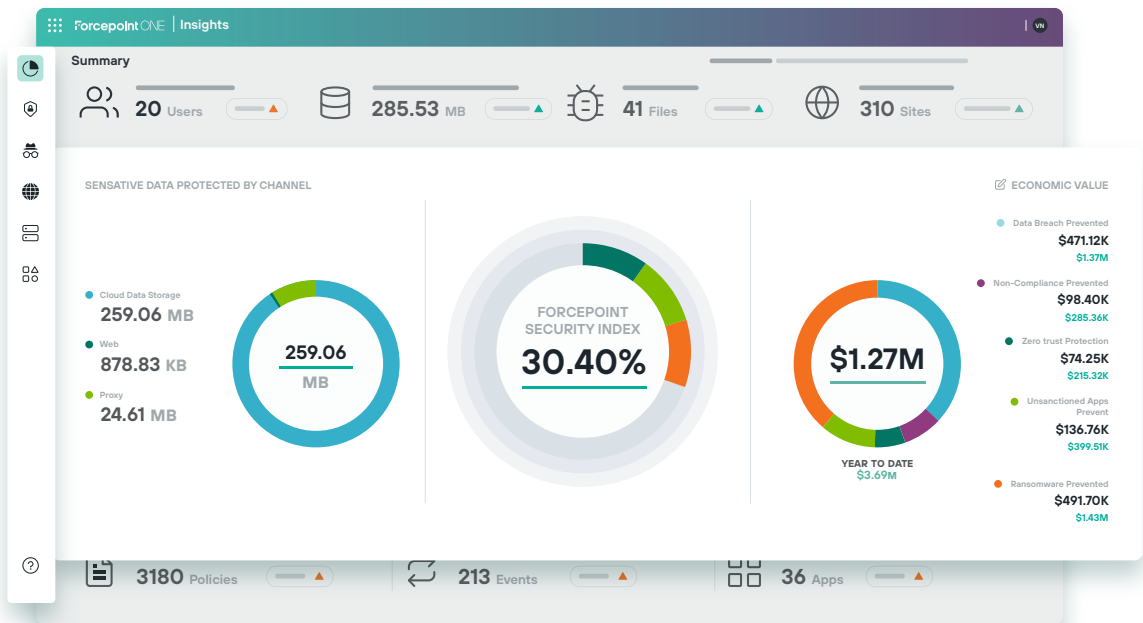 Forcepoint ONE | Insights
VN
Summary
20 Users
285.53 MB
41 Files
310 Sites
SENSATIVE DATA PROTECTED BY CHANNEL
Cloud Data Storage
259.06 MB
Web
878.83 KB
Proxy
24.61 MB
259.06
MB
FORCEPOINT
SECURITY INDEX
30.40%
$1.27M
YEAR TO DATE
$3.69M
ECONOMIC VALUE
Data Breach Prevented
$471.12K
$1.37M
Non-Compliance Prevented
$98.40K
$285.36K
Zero trust Protection
$74.25K
$215.32K
Unsanctioned Apps
Prevent
$136.76K
$399.51K
Ransomware Prevented
$491.70K
$1.43M
3180 Policies
213 Events
36 Apps